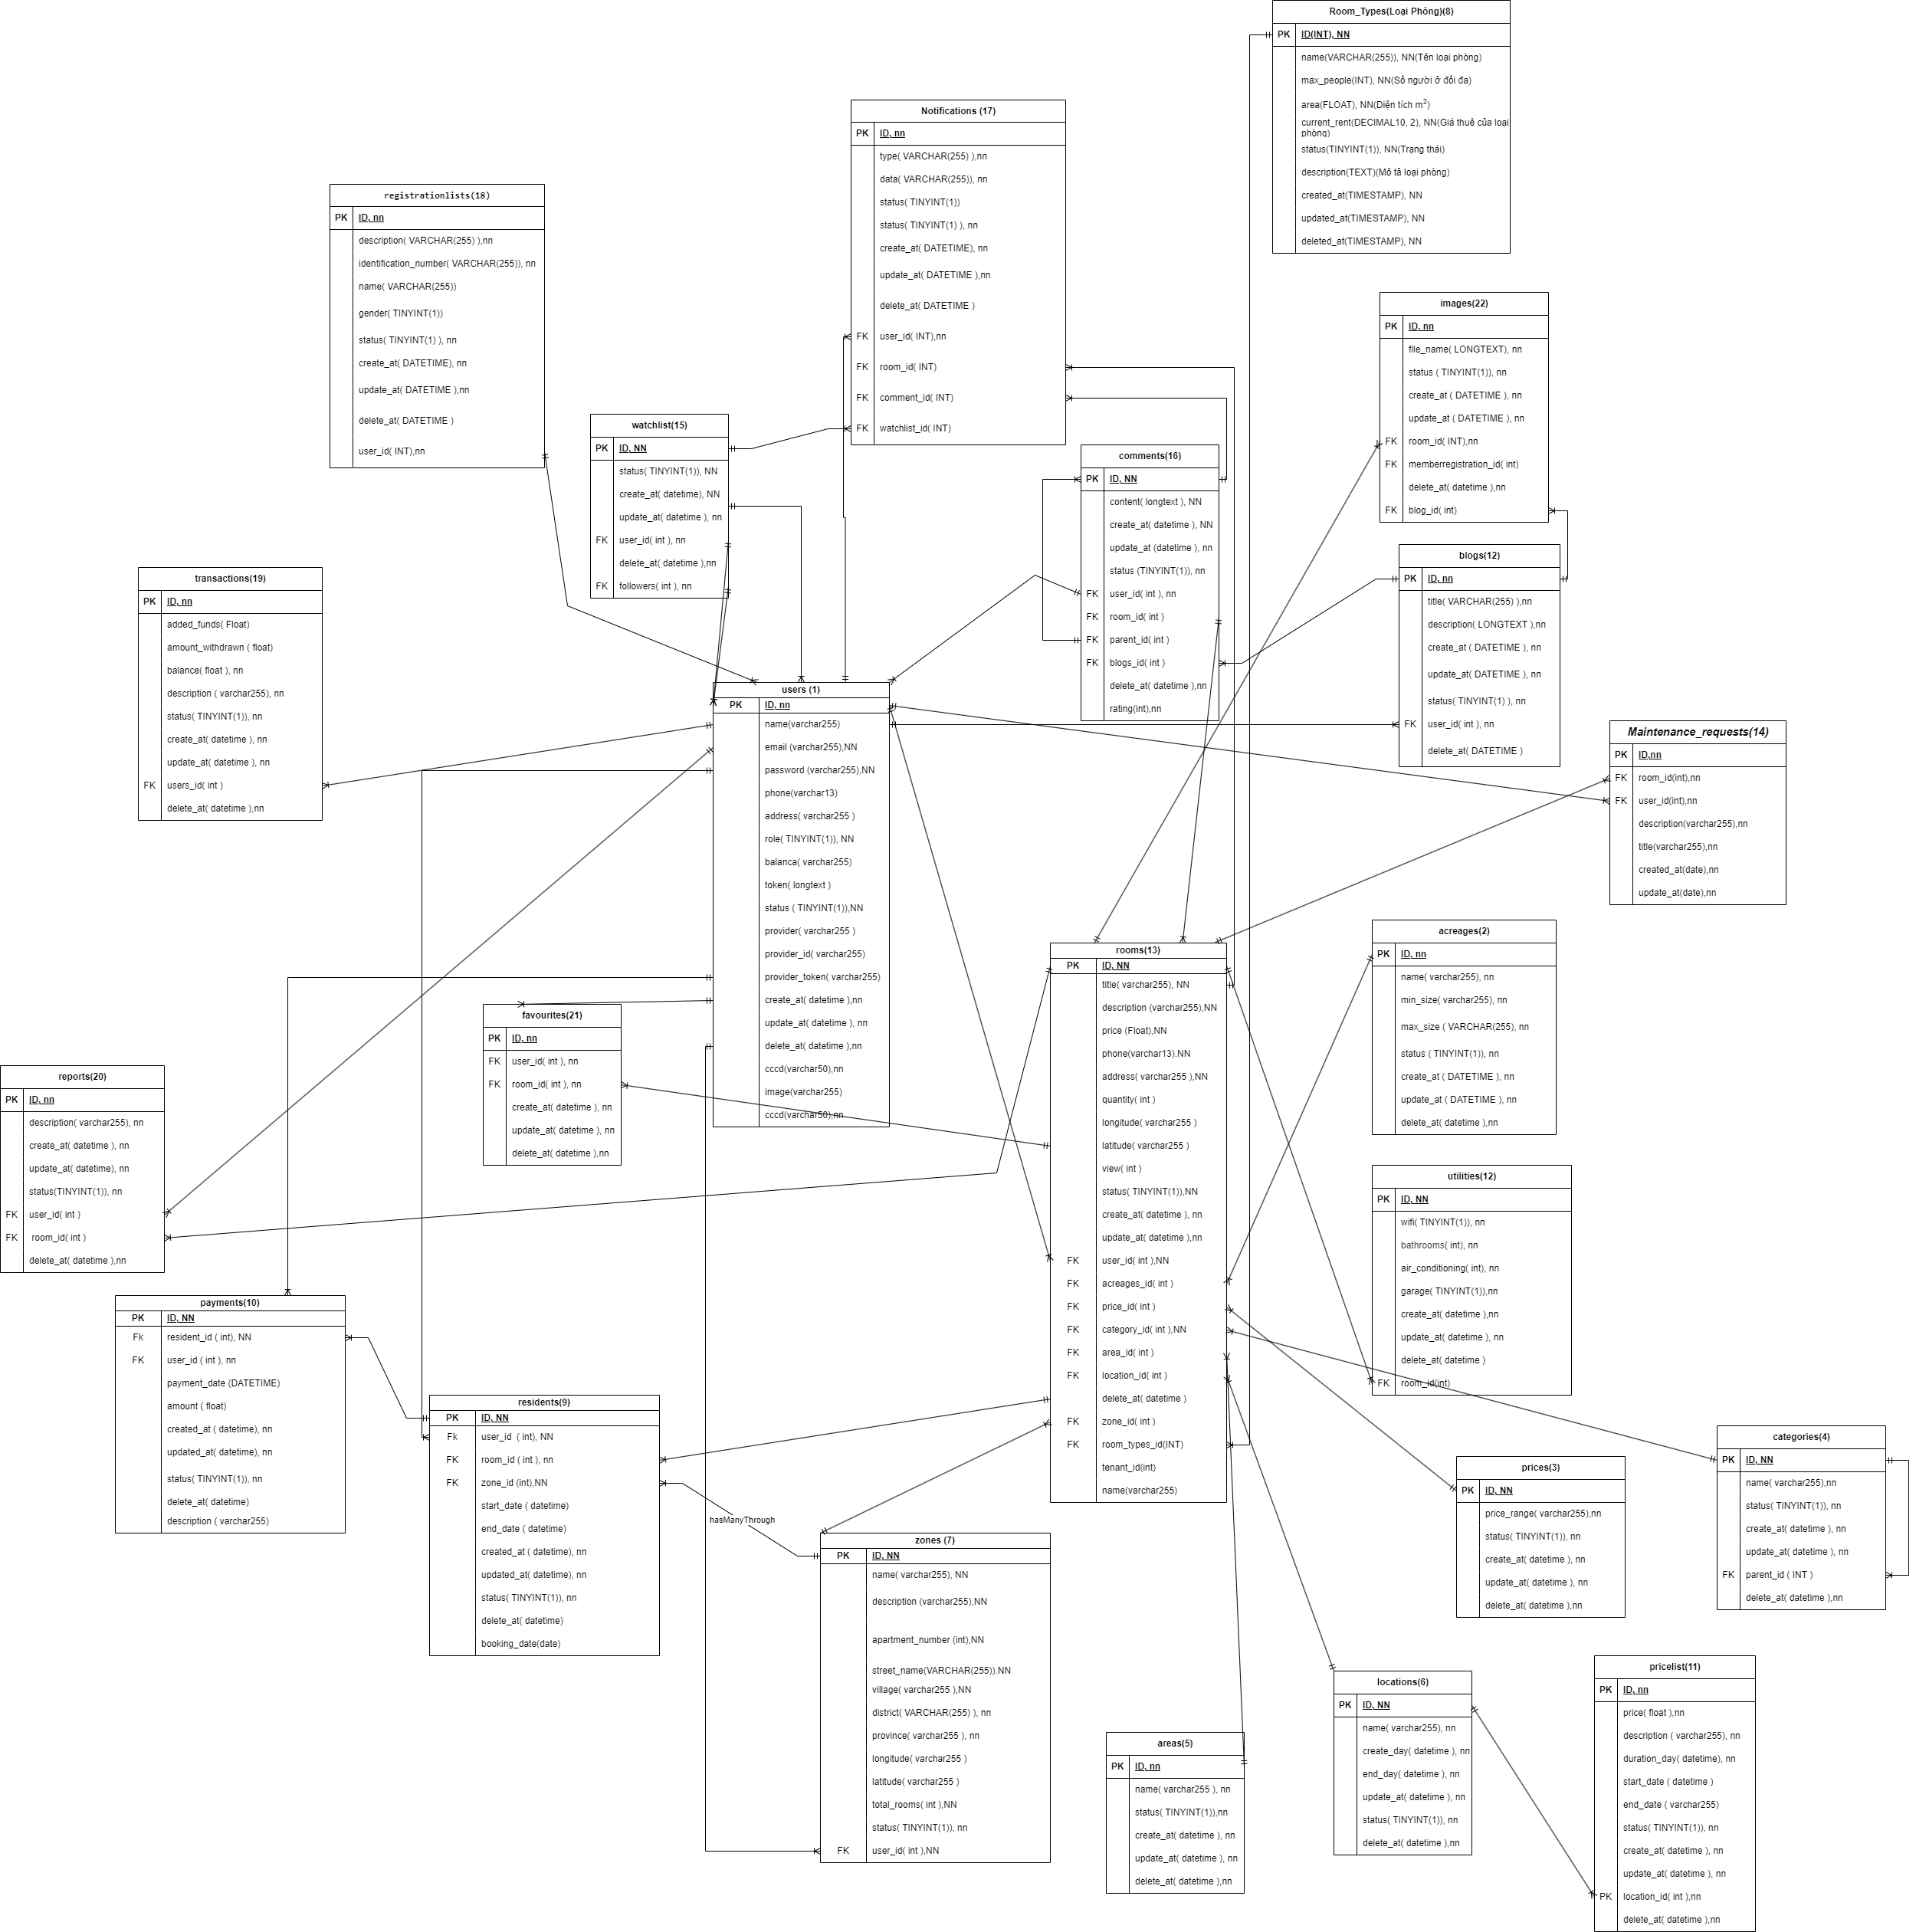 Room_Types(Loại Phòng)(8)
PK
ID(INT), NN
name(VARCHAR(255)), NN(Tên loại phòng)
max_people(INT), NN(Số người ở đối đa)
area(FLOAT), NN(Diện tích m2)
current_rent(DECIMAL10, 2), NN(Giá thuê của loại
phòng)
status(TINYINT(1)), NN(Trạng thái)
description(TEXT)(Mô tả loại phòng)
created_at(TIMESTAMP), NN
updated_at(TIMESTAMP), NN
deleted_at(TIMESTAMP), NN
Notifications (17)
PK
ID, nn
type( VARCHAR(255) ),nn
data( VARCHAR(255)), nn
status( TINYINT(1))
status( TINYINT(1) ), nn
create_at( DATETIME), nn
update_at( DATETIME ),nn
delete_at( DATETIME )
FK user_id( INT),nn
FK room_id( INT)
FK comment_id( INT)
FK watchlist_id( INT)
registrationlists(18)
PK
ID, nn
description( VARCHAR(255) ),nn
identification_number( VARCHAR(255)), nn
name( VARCHAR(255))
gender( TINYINT(1))
status( TINYINT(1) ), nn
create_at( DATETIME), nn
update_at( DATETIME ),nn
delete_at( DATETIME )
user_id( INT),nn
images(22)
PK
ID, nn
file_name( LONGTEXT), nn
status ( TINYINT(1)), nn
create_at ( DATETIME ), nn
update_at ( DATETIME ), nn
FK room_id( INT),nn
FK memberregistration_id( int)
delete_at( datetime ),nn
FK blog_id( int)
watchlist(15)
PK
ID, NN
status( TINYINT(1)), NN
create_at( datetime), NN
update_at( datetime ), nn
FK user_id( int ), nn
delete_at( datetime ),nn
FK followers( int ), nn
comments(16)
PK
ID, NN
content( longtext ), NN
create_at( datetime ), NN
update_at (datetime ), nn
status (TINYINT(1)), nn
FK user_id( int ), nn
FK room_id( int )
FK parent_id( int )
FK blogs_id( int )
delete_at( datetime ),nn
rating(int),nn
blogs(12)
PK
ID, nn
title( VARCHAR(255) ),nn
description( LONGTEXT ),nn
create_at ( DATETIME ), nn
update_at( DATETIME ), nn
status( TINYINT(1) ), nn
FK user_id( int ), nn
delete_at( DATETIME )
transactions(19)
PK
ID, nn
added_funds( Float)
amount_withdrawn ( float)
balance( float ), nn
description ( varchar255), nn
status( TINYINT(1)), nn
create_at( datetime ), nn
update_at( datetime ), nn
FK users_id( int )
delete_at( datetime ),nn
users (1)
PK
ID, nn
name(varchar255)
email (varchar255),NN
password (varchar255),NN
phone(varchar13)
address( varchar255 )
role( TINYINT(1)), NN
balanca( varchar255)
token( longtext )
status ( TINYINT(1)),NN
provider( varchar255 )
provider_id( varchar255)
provider_token( varchar255)
create_at( datetime ),nn
update_at( datetime ), nn
delete_at( datetime ),nn
cccd(varchar50),nn
image(varchar255)
cccd(varchar50),nn
Maintenance_requests(14)
PK
ID,nn
FK room_id(int),nn
FK user_id(int),nn
description(varchar255),nn
title(varchar255),nn
created_at(date),nn
update_at(date),nn
rooms(13)
PK
ID, NN
title( varchar255), NN
description (varchar255),NN
price (Float),NN
phone(varchar13).NN
address( varchar255 ),NN
quantity( int )
longitude( varchar255 )
latitude( varchar255 )
view( int )
status( TINYINT(1)),NN
create_at( datetime ), nn
update_at( datetime ),nn
FK user_id( int ),NN
FK acreages_id( int )
FK price_id( int )
FK category_id( int ),NN
FK area_id( int )
FK location_id( int )
delete_at( datetime )
FK zone_id( int )
FK room_types_id(INT)
tenant_id(int)
name(varchar255)
acreages(2)
PK
ID, nn
name( varchar255), nn
min_size( varchar255), nn
max_size ( VARCHAR(255), nn
status ( TINYINT(1)), nn
create_at ( DATETIME ), nn
update_at ( DATETIME ), nn
delete_at( datetime ),nn
favourites(21)
PK
ID, nn
FK user_id( int ), nn
FK room_id( int ), nn
create_at( datetime ), nn
update_at( datetime ), nn
delete_at( datetime ),nn
reports(20)
PK
ID, nn
description( varchar255), nn
create_at( datetime ), nn
update_at( datetime), nn
status(TINYINT(1)), nn
FK user_id( int )
FK room_id( int )
delete_at( datetime ),nn
utilities(12)
PK
ID, NN
wifi( TINYINT(1)), nn
bathrooms( int), nn
air_conditioning( int), nn
garage( TINYINT(1)),nn
create_at( datetime ),nn
update_at( datetime ), nn
delete_at( datetime )
FK room_id(int)
payments(10)
PK
ID, NN
Fk resident_id ( int), NN
FK user_id ( int ), nn
payment_date (DATETIME)
amount ( float)
created_at ( datetime), nn
updated_at( datetime), nn
status( TINYINT(1)), nn
delete_at( datetime)
description ( varchar255)
residents(9)
PK
ID, NN
Fk user_id ( int), NN
FK room_id ( int ), nn
FK zone_id (int),NN
start_date ( datetime)
end_date ( datetime)
created_at ( datetime), nn
updated_at( datetime), nn
status( TINYINT(1)), nn
delete_at( datetime)
booking_date(date)
hasManyThrough
zones (7)
PK
ID, NN
name( varchar255), NN
description (varchar255),NN
apartment_number (int),NN
street_name(VARCHAR(255)).NN
village( varchar255 ),NN
district( VARCHAR(255) ), nn
province( varchar255 ), nn
longitude( varchar255 )
latitude( varchar255 )
total_rooms( int ),NN
status( TINYINT(1)), nn
FK user_id( int ),NN
categories(4)
PK
ID, NN
name( varchar255),nn
status( TINYINT(1)), nn
create_at( datetime ), nn
update_at( datetime ), nn
FK parent_id ( INT )
delete_at( datetime ),nn
prices(3)
PK
ID, NN
price_range( varchar255),nn
status( TINYINT(1)), nn
create_at( datetime ), nn
update_at( datetime ), nn
delete_at( datetime ),nn
locations(6)
PK
ID, NN
name( varchar255), nn
create_day( datetime ), nn
end_day( datetime ), nn
update_at( datetime ), nn
status( TINYINT(1)), nn
delete_at( datetime ),nn
pricelist(11)
PK
ID, nn
price( float ),nn
description ( varchar255), nn
duration_day( datetime), nn
start_date ( datetime )
end_date ( varchar255)
status( TINYINT(1)), nn
create_at( datetime ), nn
update_at( datetime ), nn
PK location_id( int ),nn
delete_at( datetime ),nn
areas(5)
PK
ID, nn
name( varchar255 ), nn
status( TINYINT(1)),nn
create_at( datetime ), nn
update_at( datetime ), nn
delete_at( datetime ),nn